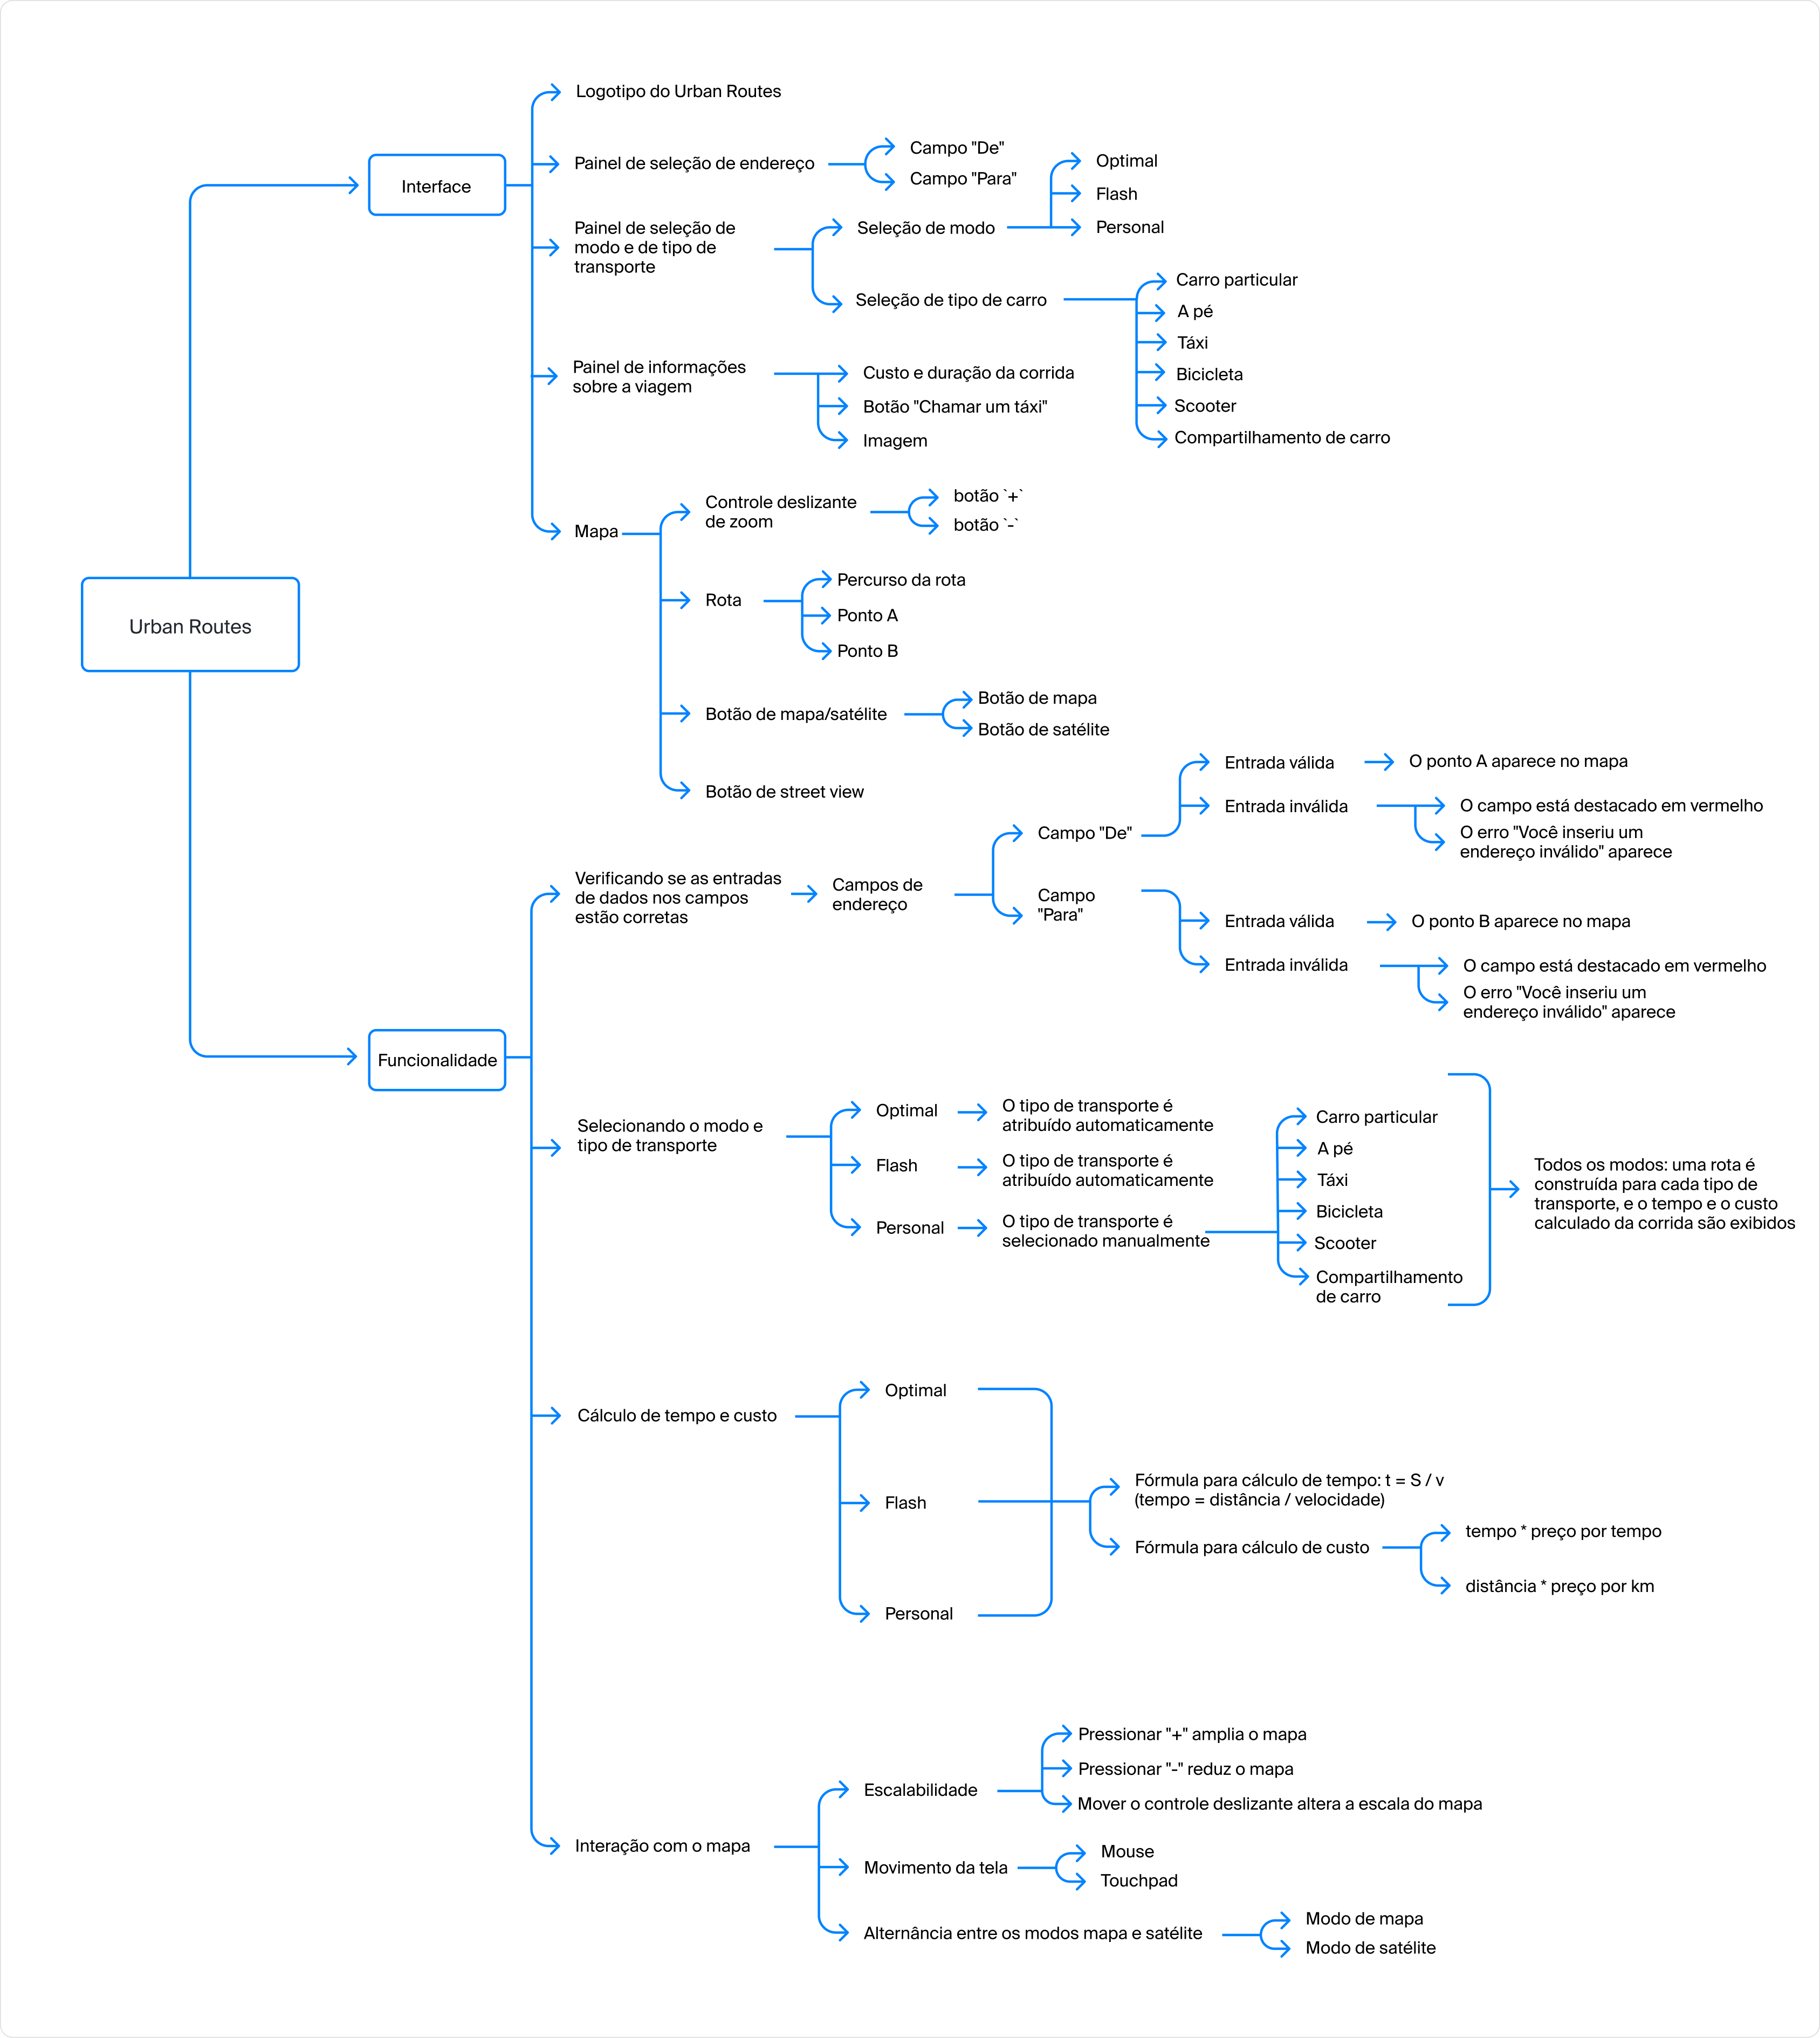 Logotipo do Urban Routes
Interface
Painel de seleção de endereço
Campo "De"
Campo "Para"
Painel de seleção de
modo e de tipo de
transporte
Seleção de modo
Optimal
Flash
Personal
Seleção de tipo de carro
Carro particular
A pé
Táxi
Bicicleta
Scooter
Compartilhamento de carro
Painel de informações
sobre a viagem
Custo e duração da corrida
Botão "Chamar um táxi"
Imagem
Mapa
Controle deslizante
de zoom
botão `+`
botão `-`
Rota
Percurso da rota
Ponto A
Ponto B
Botão de mapa/satélite
Botão de mapa
Botão de satélite
Botão de street view
Urban Routes
Funcionalidade
Verificando se as entradas
de dados nos campos
estão corretas
Campos de
endereço
Campo "De"
Entrada válida
O ponto A aparece no mapa
Entrada inválida
O campo está destacado em vermelho
O erro "Você inseriu um
endereço inválido" aparece
Campo
"Para"
Entrada válida
O ponto B aparece no mapa
Entrada inválida
O campo está destacado em vermelho
O erro "Você inseriu um
endereço inválido" aparece
Selecionando o modo e
tipo de transporte
Optimal
O tipo de transporte é
atribuído automaticamente
Flash
O tipo de transporte é
atribuído automaticamente
Personal
O tipo de transporte é
selecionado manualmente
Carro particular
A pé
Táxi
Bicicleta
Scooter
Compartilhamento
de carro
Todos os modos: uma rota é
construída para cada tipo de
transporte, e o tempo e o custo
calculado da corrida são exibidos
Cálculo de tempo e custo
Optimal
Flash
Personal
Fórmula para cálculo de tempo: t = S / v
(tempo = distância / velocidade)
Fórmula para cálculo de custo
tempo * preço por tempo
distância * preço por km
Interação com o mapa
Escalabilidade
Pressionar "+" amplia o mapa
Pressionar "-" reduz o mapa
Mover o controle deslizante altera a escala do mapa
Movimento da tela
Mouse
Touchpad
Alternância entre os modos mapa e satélite
Modo de mapa
Modo de satélite